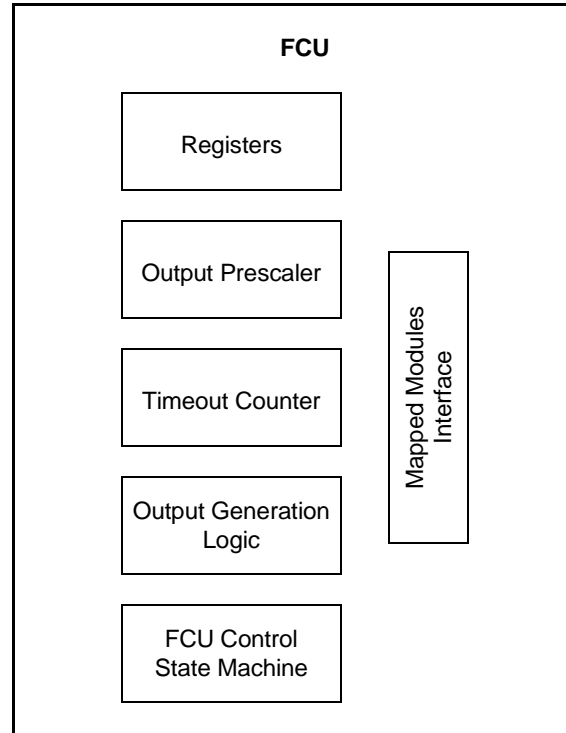 FCU
Registers
Output Prescaler
Timeout Counter
Output Generation
Logic
FCU Control
State Machine
Mapped Modules
Interface